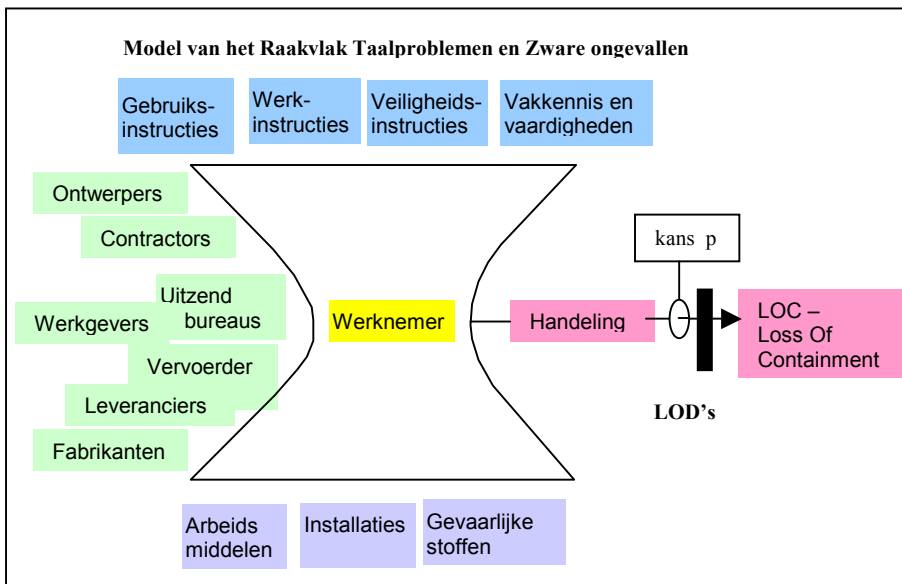 Model van het Raakvlak Taalproblemen en Zware ongevallen
Gebruiks-
instructies
Werk-
instructies
Veiligheids-
instructies
Vakkennis en
vaardigheden
Ontwerpers
Contractors
Uitzend
bureaus
Werkgevers
Vervoerder
Leveranciers
Fabrikanten
Werknemer
Handeling
kans p
LOC –
Loss Of
Containment
LOD's
Arbeids
middelen
Installaties
Gevaarlijke
stoffen